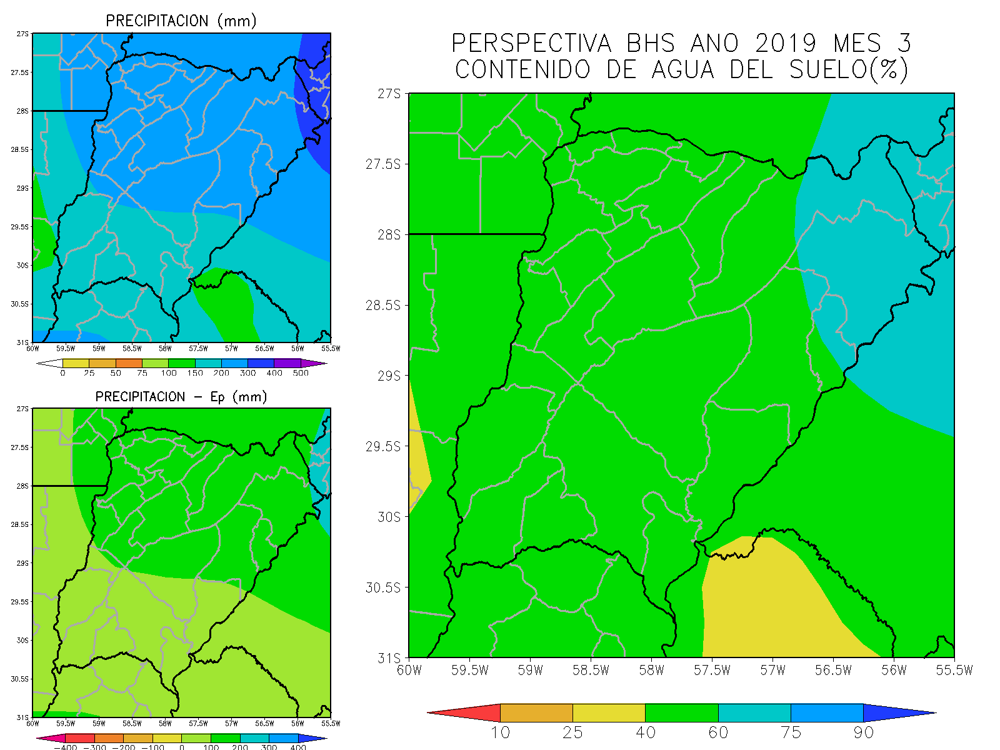 PRECIPITACION (mm)
27S
27.5S
28S
28.5S
29S
29.5S
30S
30.5S
31S
60W 59.5W 59W 58.5W 58W 57.5W 57W 56.5W 56W 55.5W
0 25 50 75 100 150 200 300 400 500
PRECIPITACION - Ep (mm)
27S
27.5S
28S
28.5S
29S
29.5S
30S
30.5S
31S
60W 59.5W 59W 58.5W 58W 57.5W 57W 56.5W 56W 55.5W
-400 -300 -200 -100 0 100 200 300 400
PERSPECTIVA BHS ANO 2019 MES 3
CONTENIDO DE AGUA DEL SUELO(%)
27S
27.5S
28S
28.5S
29S
29.5S
30S
30.5S
31S
60W 59.5W 59W 58.5W 58W 57.5W 57W 56.5W 56W 55.5W
10 25 40 60 75 90